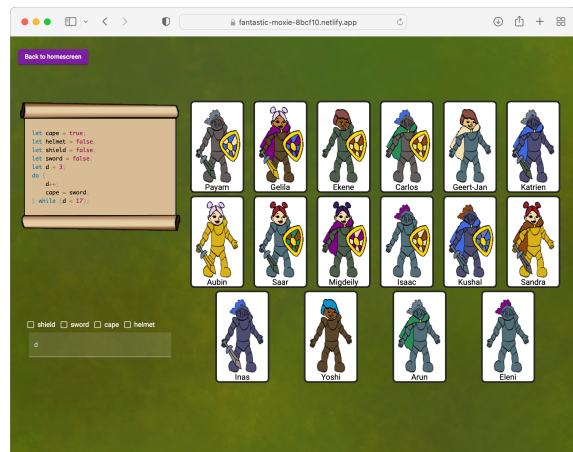 fantastic-moxie-8bcf10.netlify.app
Back to homescreen
let cape = true;
let helmet = false;
let shield = false;
let sword = false;
let d = 3;
do {
d++;
cape = sword;
} while (d < 17);
shield sword cape helmet
d
Payam Gelila Ekene Carlos Geert-Jan Katrien
Aubin Saar Migdeily Isaac Kushal Sandra
Inas Yoshi Arun Eleni